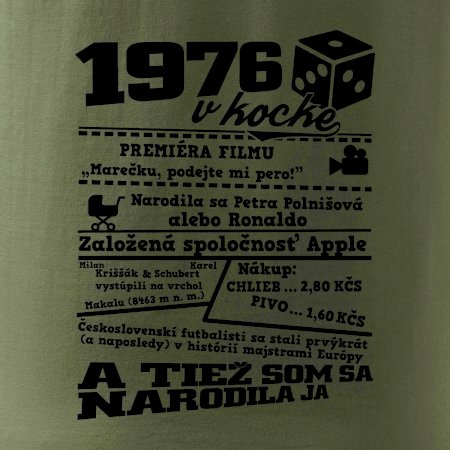 1976
v kocke
PREMIÉRA FILMU
„Marečku, podejte mi pero!"
Narodila sa Petra Polnišová
alebo Ronaldo
Založená spoločnosť Apple
Milan Karel
Kriššák & Schubert
vystúpili na vrchol
Makalu (8463 m n. m.)
Nákup:
CHLIEB ... 2,80 KČS
PIVO ... 1,60 KČS
Československí futbalisti sa stali prvýkrát
(a naposledy) v histórií majstrami Európy
A TIEŽ SOM SA
NARODILA JA